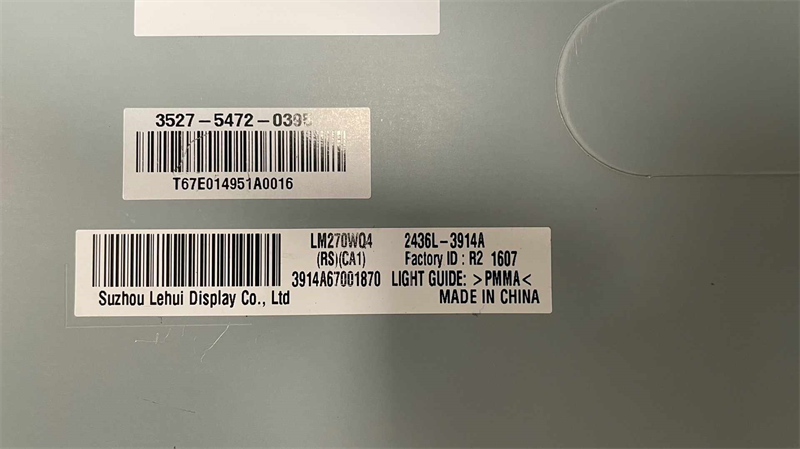 3527-5472-0395
T67E014951A0016
LM270WQ4 2436L-3914A
(RS)(CA1) Factory ID : R2 1607
3914A67001870 LIGHT GUIDE: >PMMA<
Suzhou Lehui Display Co., Ltd MADE IN CHINA